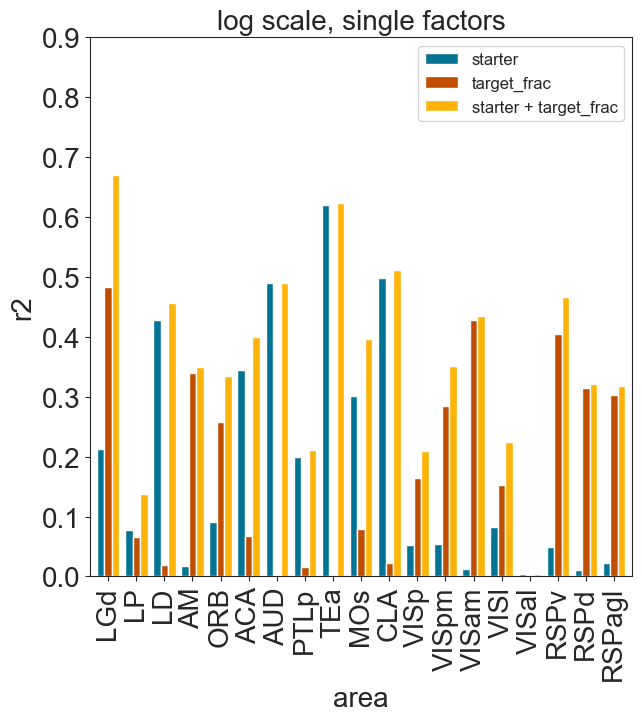 log scale, single factors
starter
target_frac
starter + target_frac
0.9
0.8
0.7
0.6
0.5
0.4
0.3
0.2
0.1
0.0
r2
LGd
LP
LD
AM
ORB
ACA
AUD
PTLp
TEa
MOs
CLA
VISp
VISpm
VISam
VISl
VISal
RSPv
RSPd
RSPagl
area